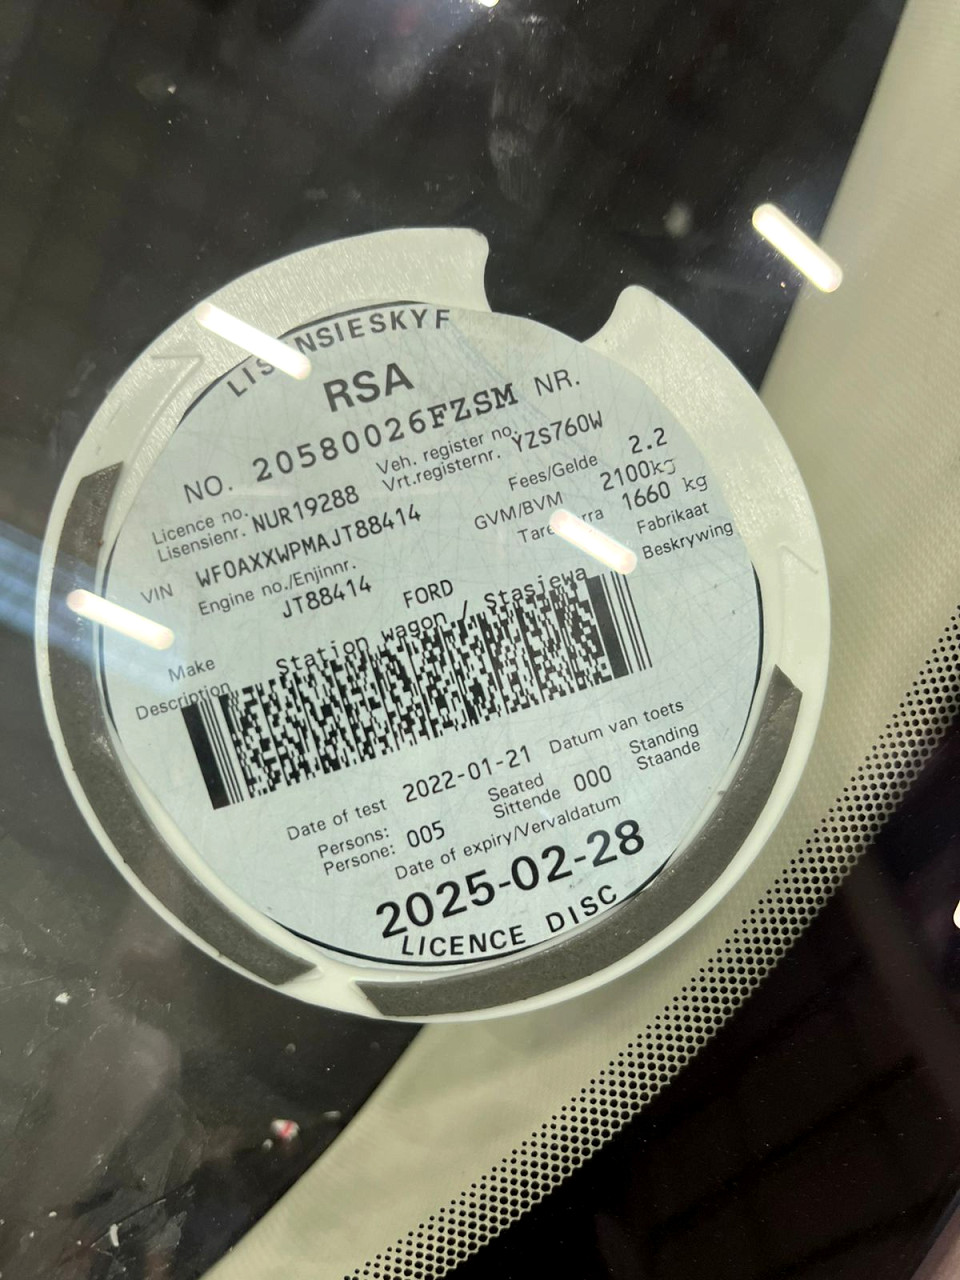 LISENSIESKYF
RSA
NO. 20580026FZSM NR.
Licence no. Veh. register no.
Lisensienr. NUR19288 Vrt.registernr. YZS760W
VIN WF0AXXWPMAJT88414 Fees/Gelde 2.2
Engine no./Enjinnr. GVM/BVM 2100kg
JT88414 1660 kg
Make FORD Fabrikaat
Description Station wagon / Stasiewa Beskrywing
Date of test 2022-01-21 Datum van toets
Persons: 005 Seated 000 Standing
Persone: Sittende Staande
Date of expiry/Vervaldatum
2025-02-28
LICENCE DISC